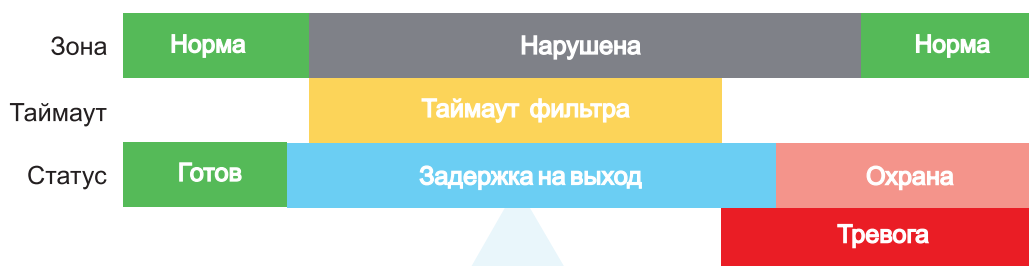 Зона Норма Нарушена Норма
Таймаут Таймаут фильтра
Статус Готов Задержка на выход Охрана
Тревога